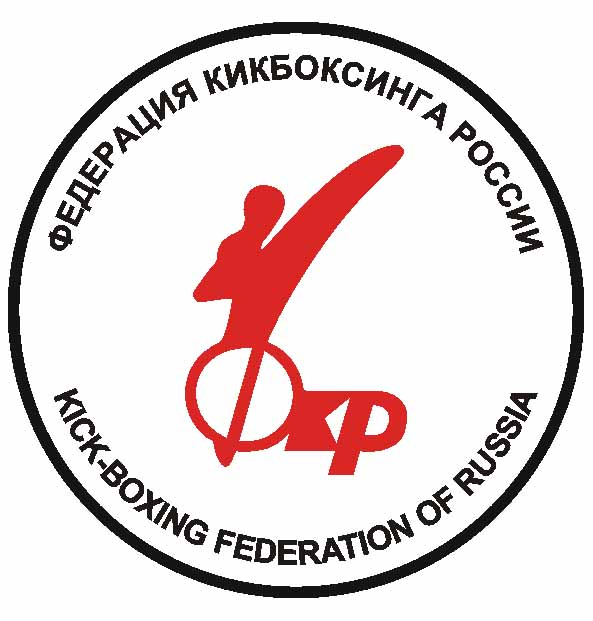 ФЕДЕРАЦИЯ КИКБОКСИНГА РОССИИ
ФКР
KICK-BOXING FEDERATION OF RUSSIA